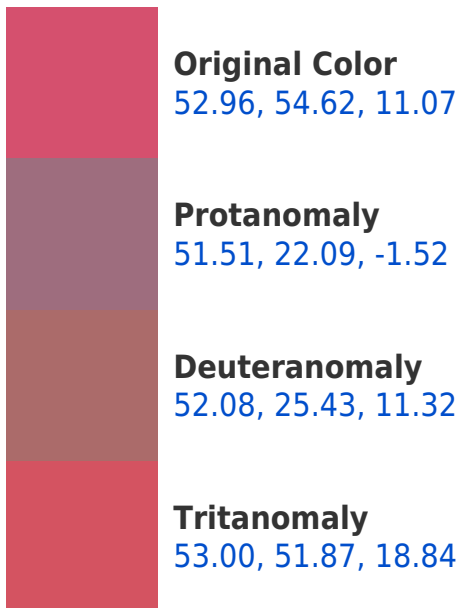 Original Color
52.96, 54.62, 11.07
Protanomaly
51.51, 22.09, -1.52
Deuteranomaly
52.08, 25.43, 11.32
Tritanomaly
53.00, 51.87, 18.84